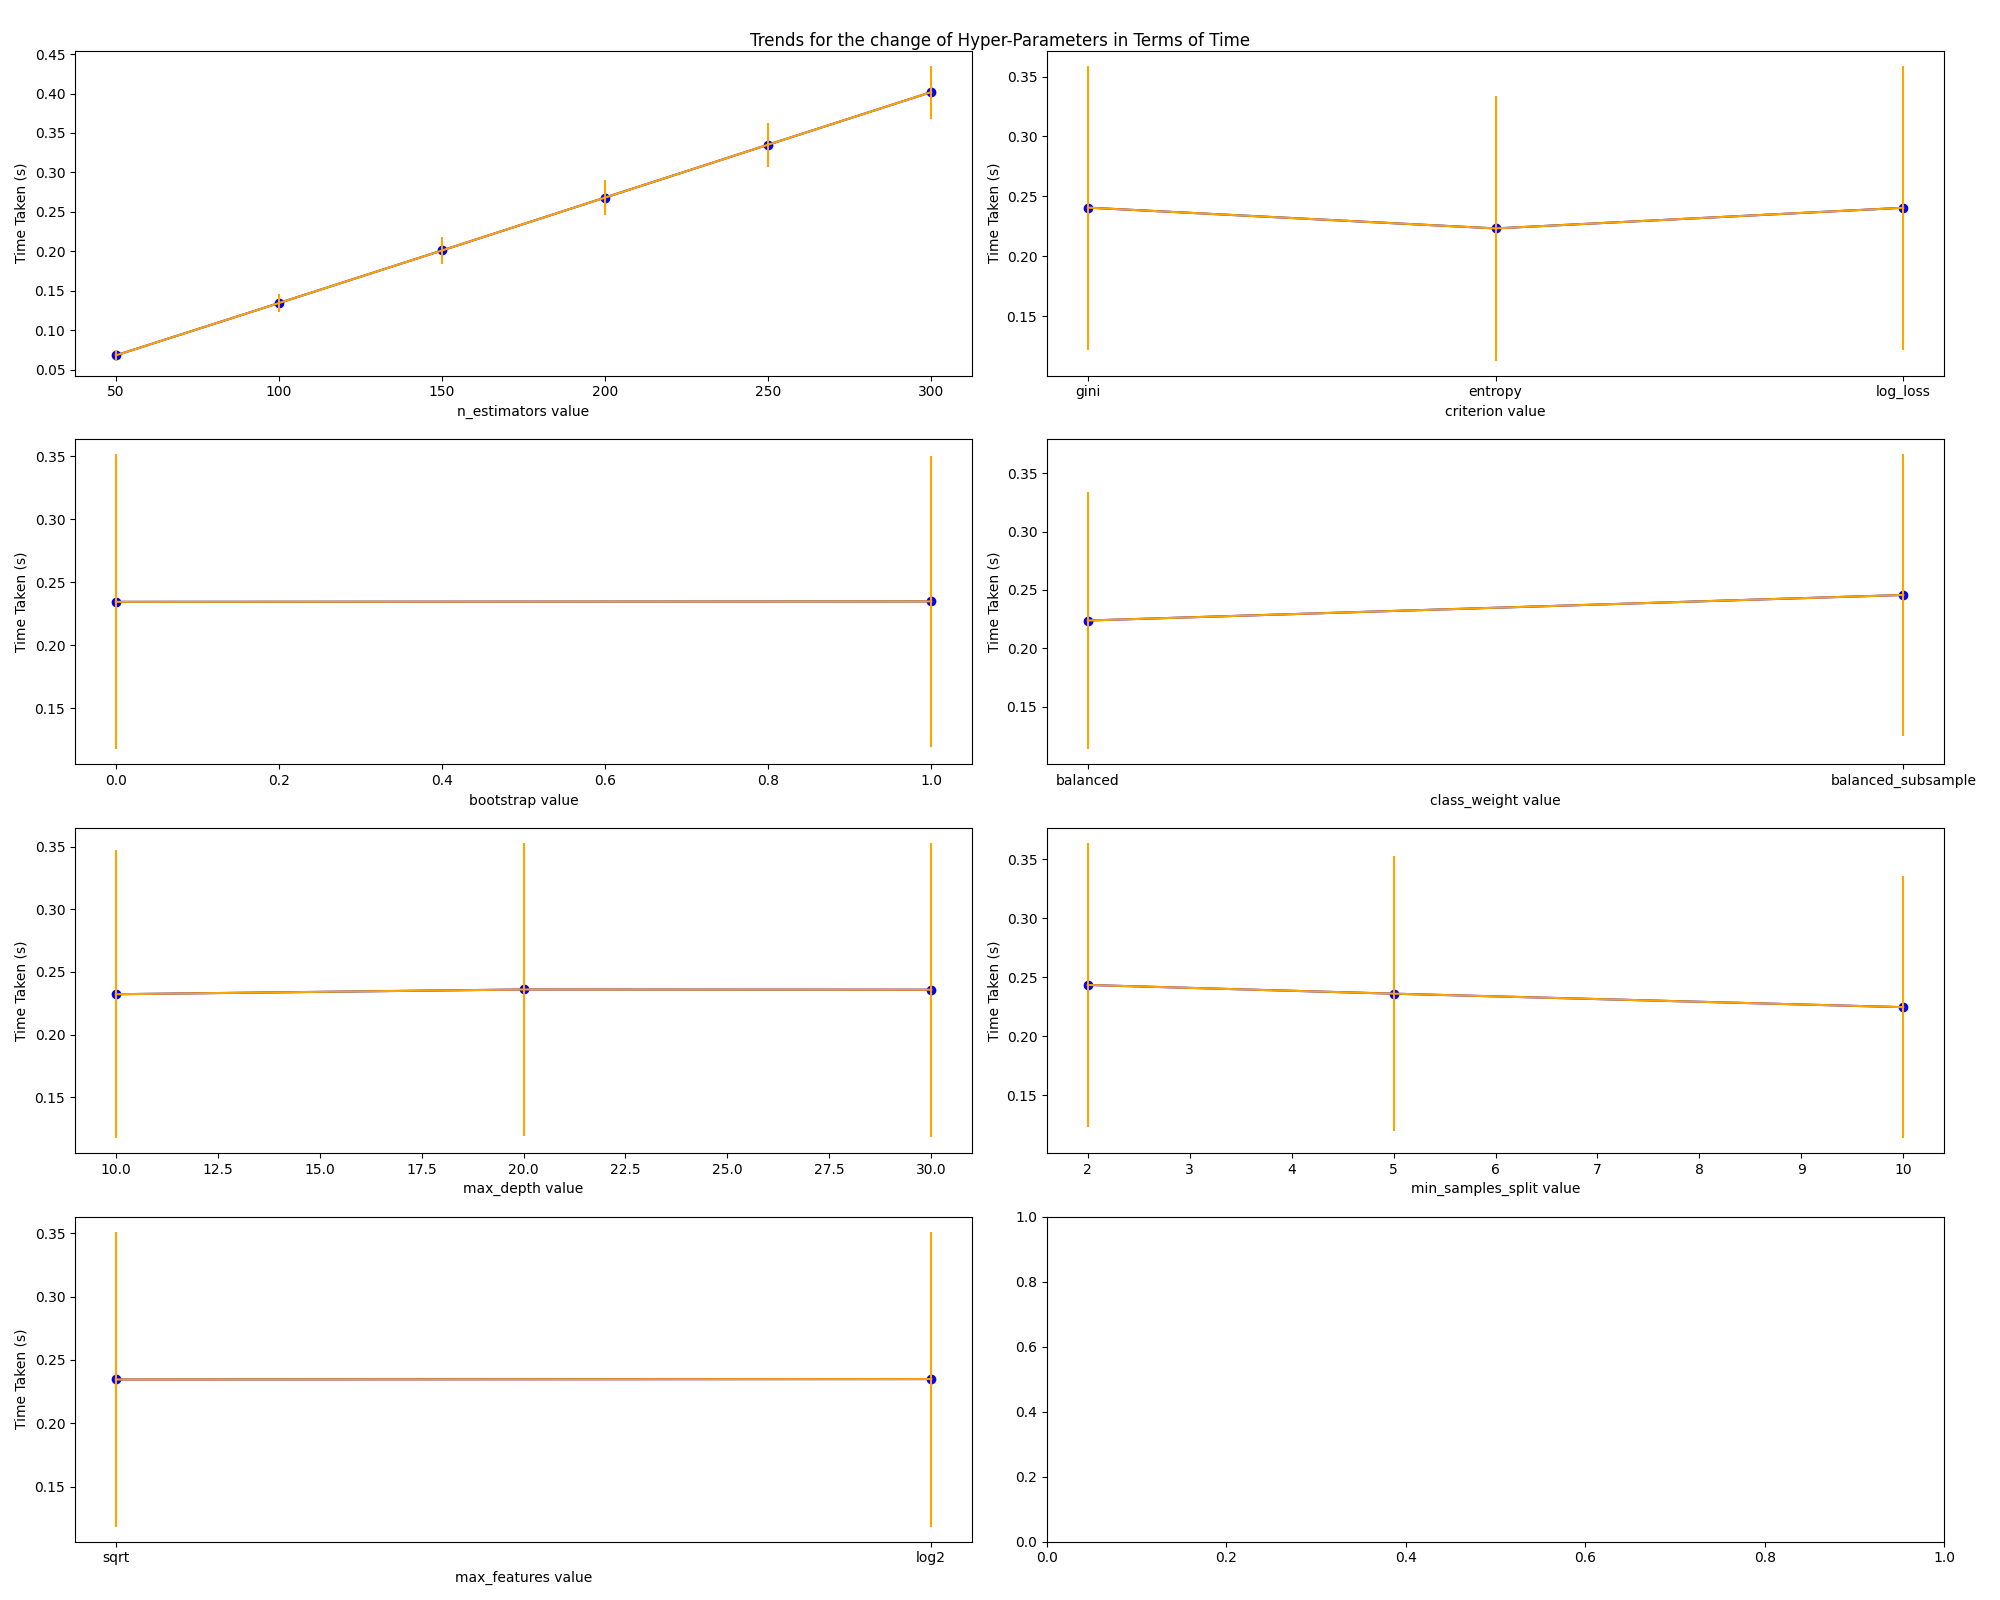 Trends for the change of Hyper-Parameters in Terms of Time
0.45
0.40
0.35
0.30
0.25
0.20
0.15
0.10
0.05
Time Taken (s)
50 100 150 200 250 300
n_estimators value
0.35
0.30
0.25
0.20
0.15
Time Taken (s)
gini entropy log_loss
criterion value
0.35
0.30
0.25
0.20
0.15
Time Taken (s)
0.0 0.2 0.4 0.6 0.8 1.0
bootstrap value
0.35
0.30
0.25
0.20
0.15
Time Taken (s)
balanced balanced_subsample
class_weight value
0.35
0.30
0.25
0.20
0.15
Time Taken (s)
10.0 12.5 15.0 17.5 20.0 22.5 25.0 27.5 30.0
max_depth value
0.35
0.30
0.25
0.20
0.15
Time Taken (s)
2 3 4 5 6 7 8 9 10
min_samples_split value
0.35
0.30
0.25
0.20
0.15
Time Taken (s)
sqrt log2
max_features value
1.0
0.8
0.6
0.4
0.2
0.0
0.0 0.2 0.4 0.6 0.8 1.0